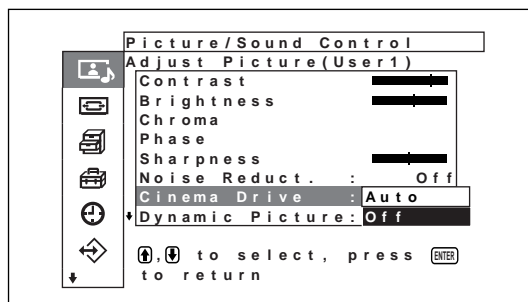 Picture/Sound Control
Adjust Picture(User1)
Contrast
Brightness
Chroma
Phase
Sharpness
Noise Reduct. : Off
Cinema Drive : Auto
Dynamic Picture: Off
, to select, press ENTER
to return